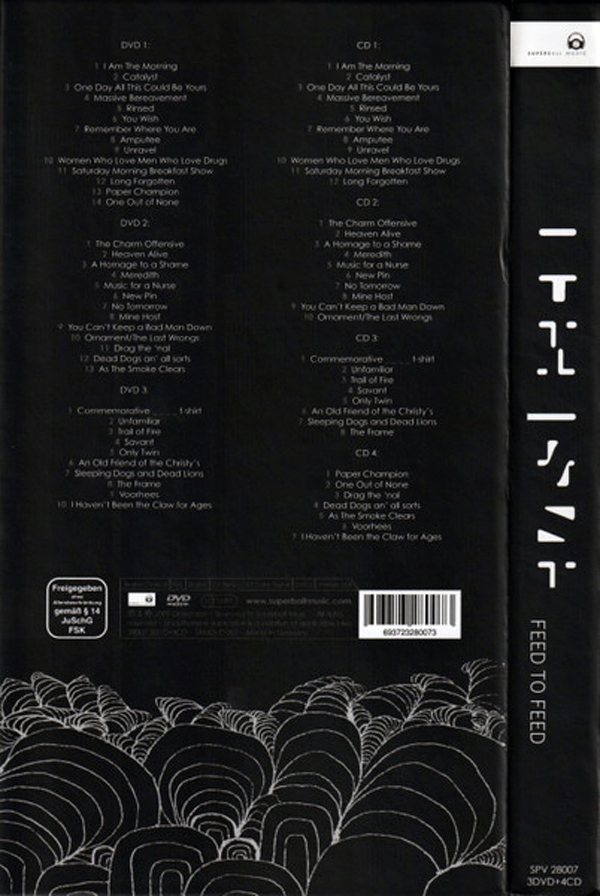 DVD 1:
1 I Am The Morning
2 Catalyst
3 One Day All This Could Be Yours
4 Massive Bereavement
5 Rinsed
6 You Wish
7 Remember Where You Are
8 Amputee
9 Unravel
10 Women Who Love Men Who Love Drugs
11 Saturday Morning Breakfast Show
12 Long Forgotten
13 Paper Champion
14 One Out of None
DVD 2:
1 The Charm Offensive
2 Heaven Alive
3 A Homage to a Shame
4 Meredith
5 Music for a Nurse
6 New Pin
7 No Tomorrow
8 Mine Host
9 You Can't Keep a Bad Man Down
10 Ornament/The Last Wrongs
11 Drag the 'nal
12 Dead Dogs an' all sorts
13 As The Smoke Clears
DVD 3:
1 Commemorative ____ t-shirt
2 Unfamiliar
3 Trail of Fire
4 Savant
5 Only Twin
6 An Old Friend of the Christy's
7 Sleeping Dogs and Dead Lions
8 The Frame
9 Voorhees
10 I Haven't Been the Claw for Ages
CD 1:
1 I Am The Morning
2 Catalyst
3 One Day All This Could Be Yours
4 Massive Bereavement
5 Rinsed
6 You Wish
7 Remember Where You Are
8 Amputee
9 Unravel
10 Women Who Love Men Who Love Drugs
11 Saturday Morning Breakfast Show
12 Long Forgotten
CD 2:
1 The Charm Offensive
2 Heaven Alive
3 A Homage to a Shame
4 Meredith
5 Music for a Nurse
6 New Pin
7 No Tomorrow
8 Mine Host
9 You Can't Keep a Bad Man Down
10 Ornament/The Last Wrongs
CD 3:
1 Commemorative ____ t-shirt
2 Unfamiliar
3 Trail of Fire
4 Savant
5 Only Twin
6 An Old Friend of the Christy's
7 Sleeping Dogs and Dead Lions
8 The Frame
CD 4:
1 Paper Champion
2 One Out of None
3 Drag the 'nal
4 Dead Dogs an' all sorts
5 As The Smoke Clears
6 Voorhees
7 I Haven't Been the Claw for Ages
Freigegeben
gemäß § 14
JuSchG
FSK
DVD
www.superballmusic.com
693723280073
SUPERBALL MUSIC
FEED TO FEED
SPV 28007
3DVD+4CD